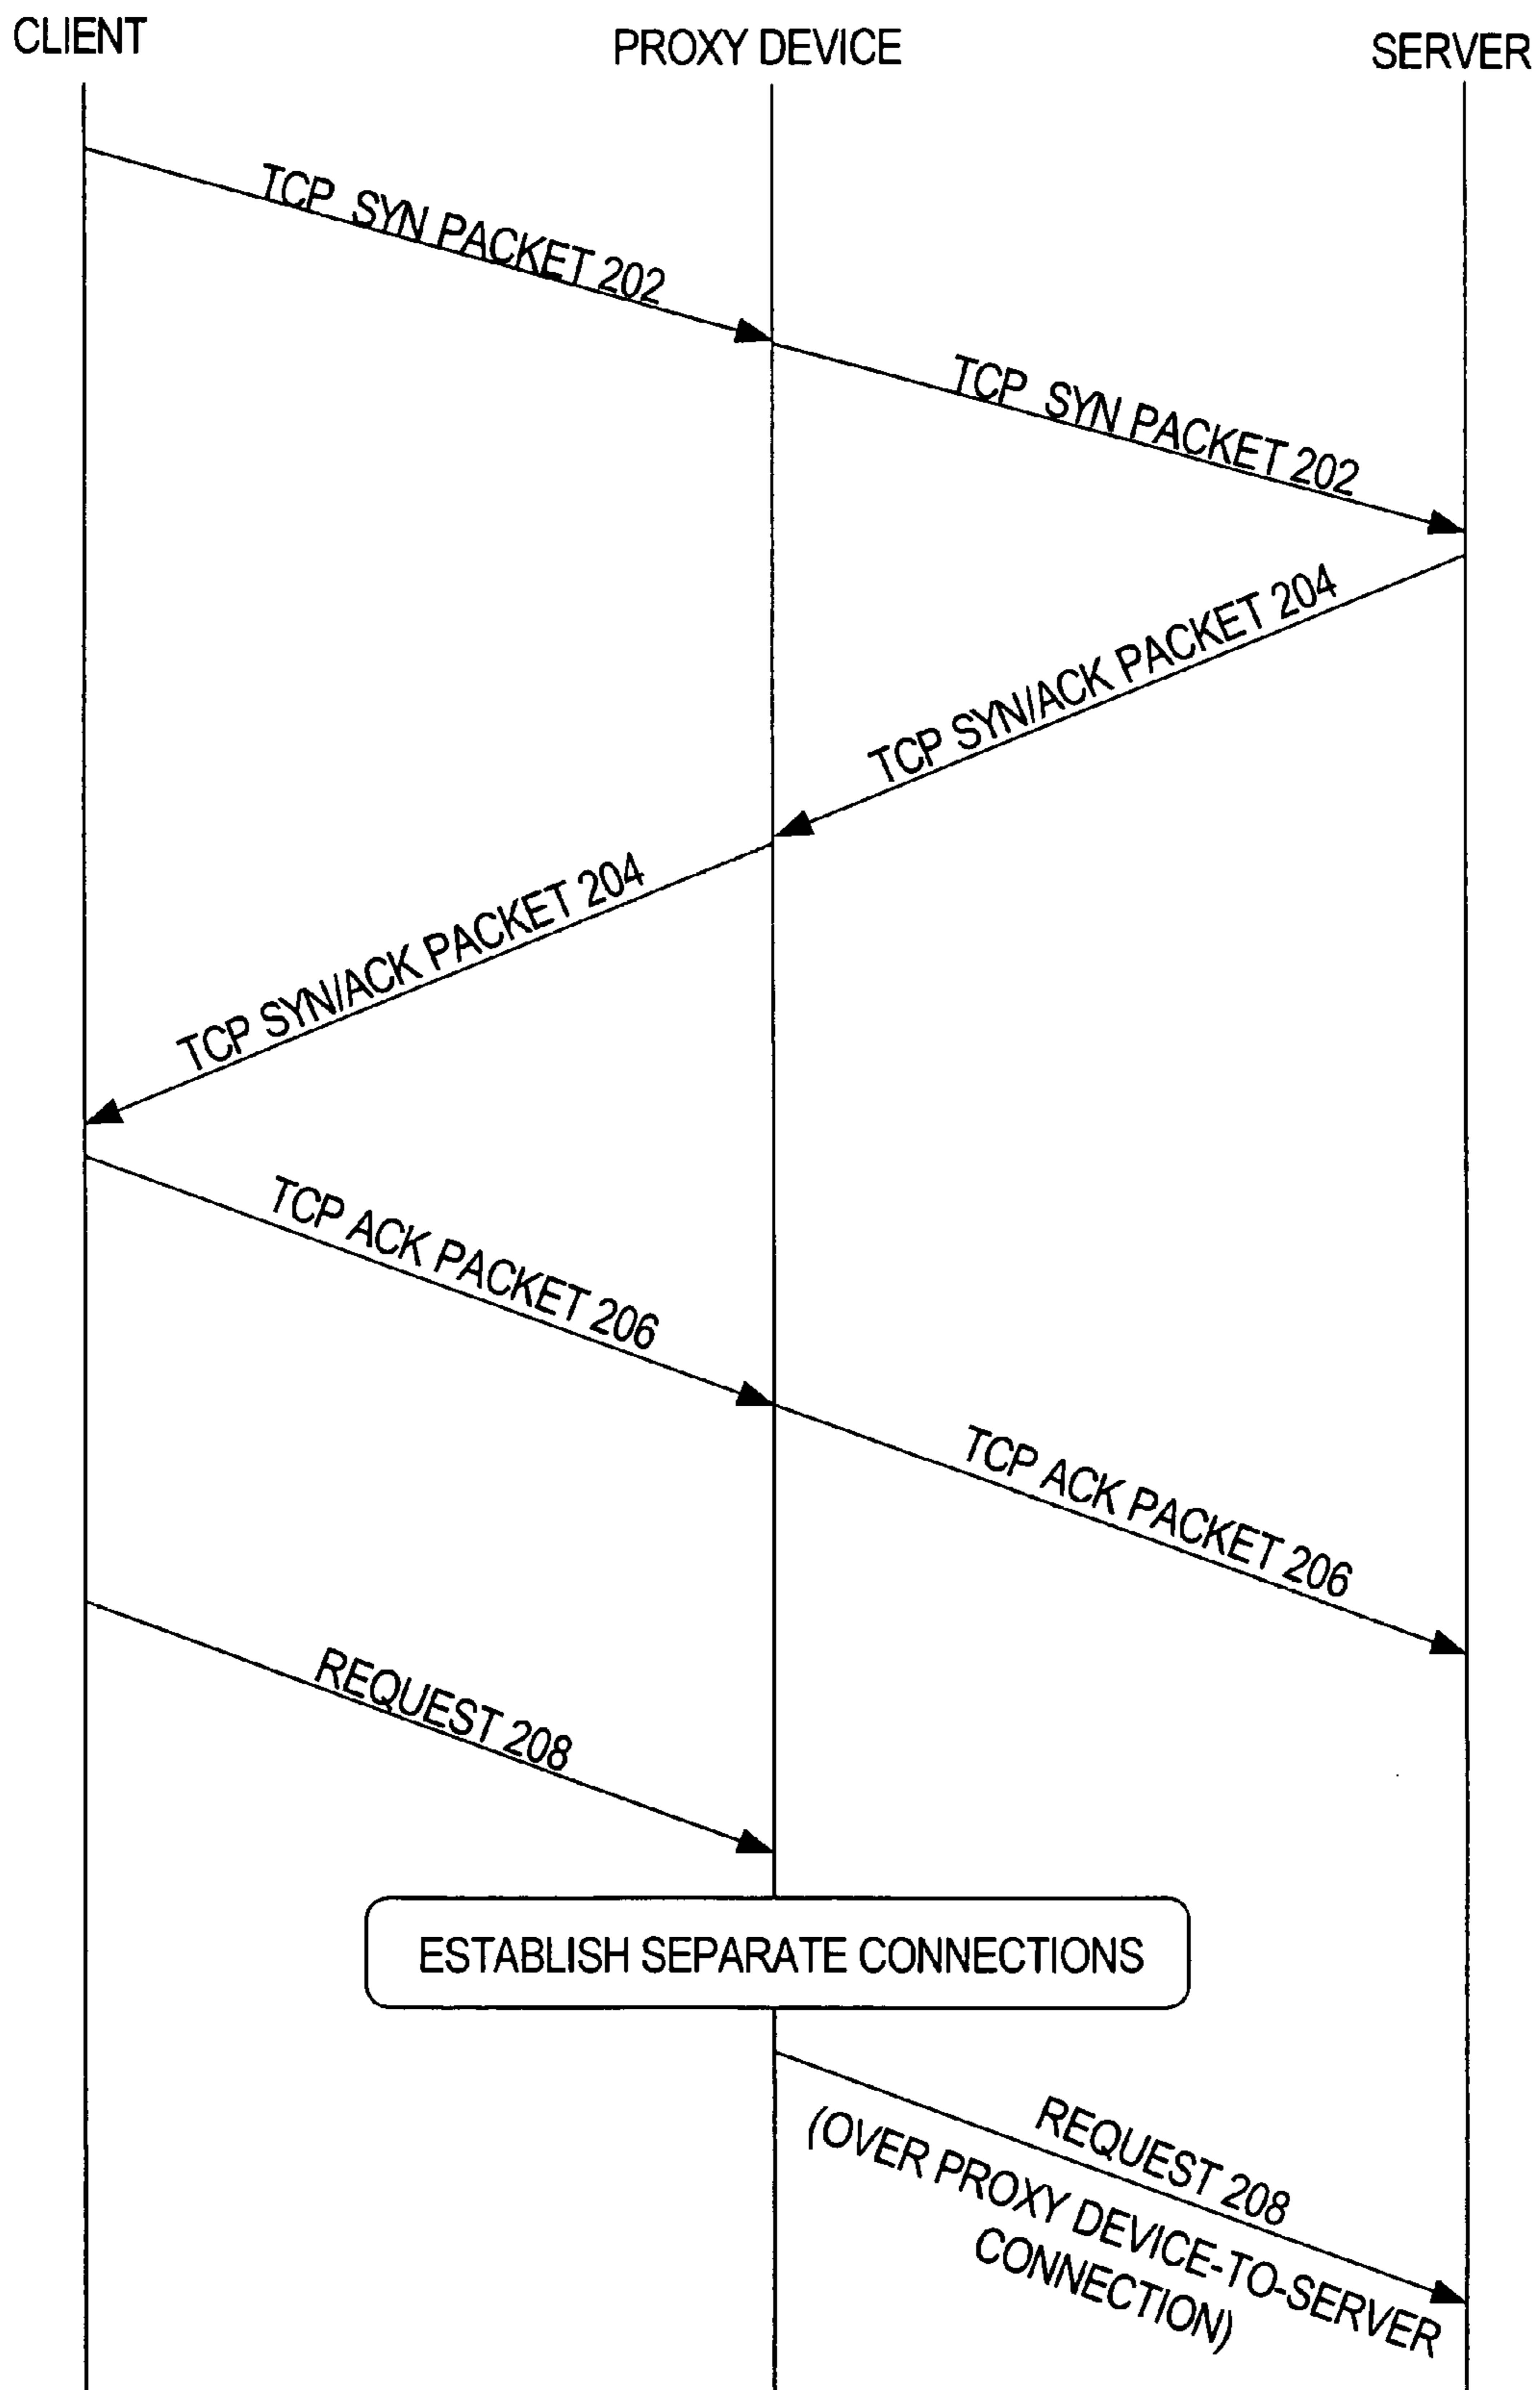 CLIENT
PROXY DEVICE
SERVER
TCP SYN PACKET 202
TCP SYN PACKET 202
TCP SYN/ACK PACKET 204
TCP SYN/ACK PACKET 204
TCP ACK PACKET 206
TCP ACK PACKET 206
REQUEST 208
ESTABLISH SEPARATE CONNECTIONS
REQUEST 208
(OVER PROXY DEVICE-TO-SERVER
CONNECTION)